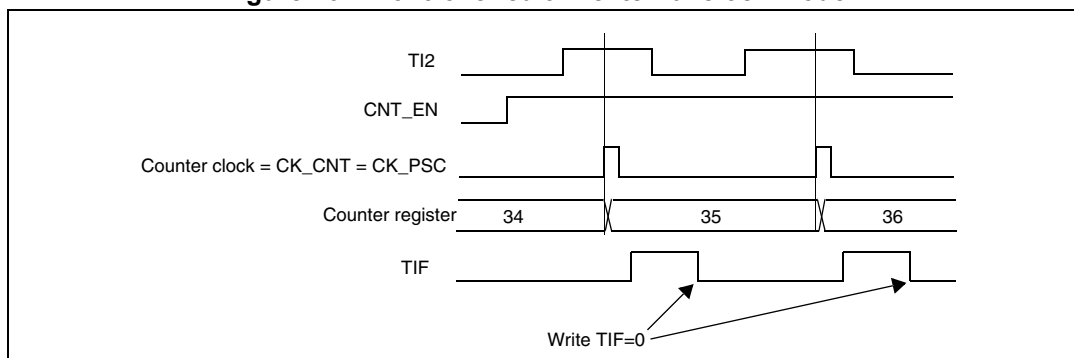 TI2
CNT_EN
Counter clock = CK_CNT = CK_PSC
Counter register 34 35 36
TIF
Write TIF=0